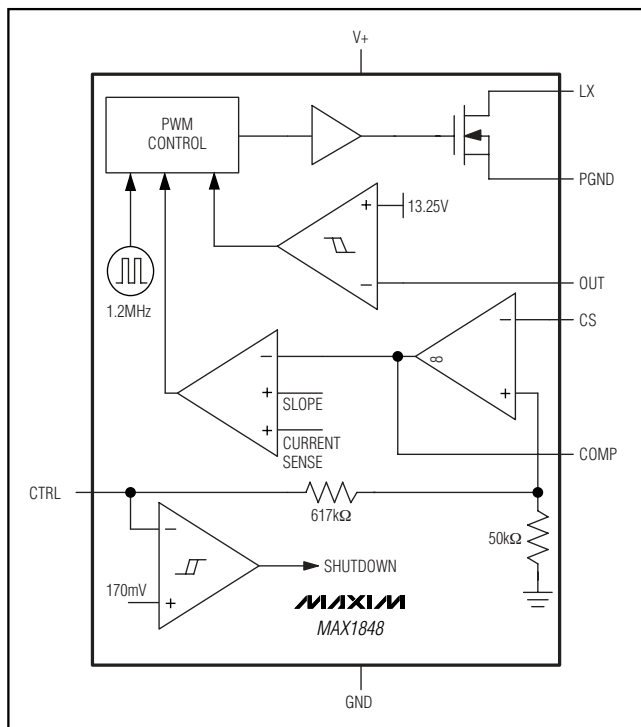 V+
LX
PWM
CONTROL
PGND
+
13.25V
−
OUT
1.2MHz
−
CS
∞
−
+
SLOPE
+
+
CURRENT
SENSE
COMP
CTRL
617kΩ
50kΩ
−
SHUTDOWN
170mV
+
MAXIM
MAX1848
GND